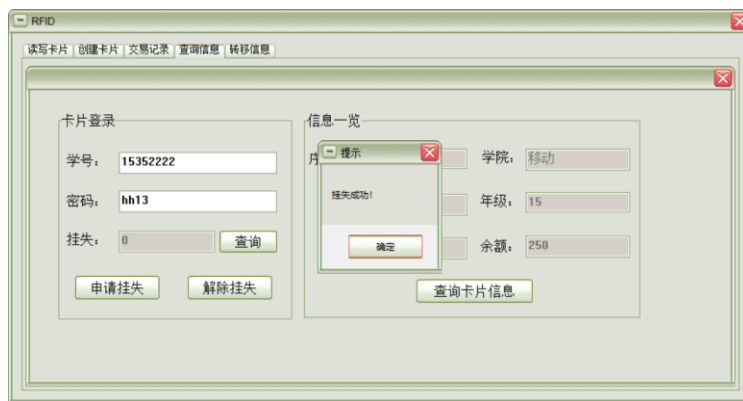 RFID
读写卡片 创建卡片 交易记录 查询信息 转移信息
卡片登录
学号： 15352222
密码： hh13
挂失： 0 查询
申请挂失 解除挂失
信息一览
序
学院： 移动
年级： 15
余额： 250
查询卡片信息
提示
挂失成功!
确定